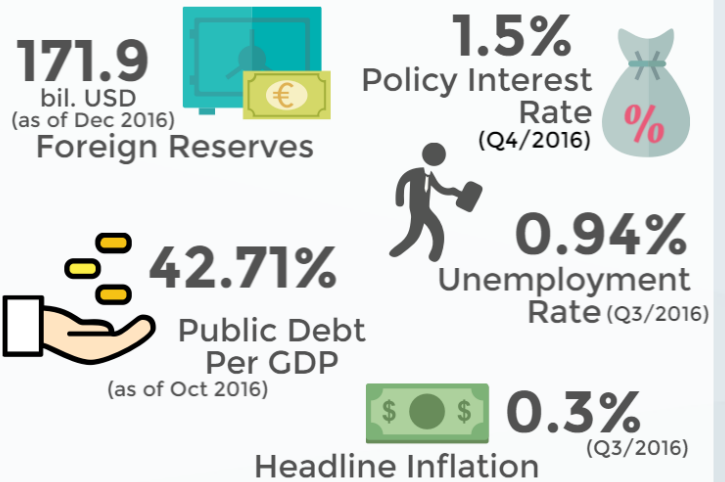 171.9
bil. USD
(as of Dec 2016)
Foreign Reserves
€
1.5%
Policy Interest
Rate
(Q4/2016)
%
42.71%
Public Debt
Per GDP
(as of Oct 2016)
0.94%
Unemployment
Rate (Q3/2016)
$ $
0.3%
(Q3/2016)
Headline Inflation